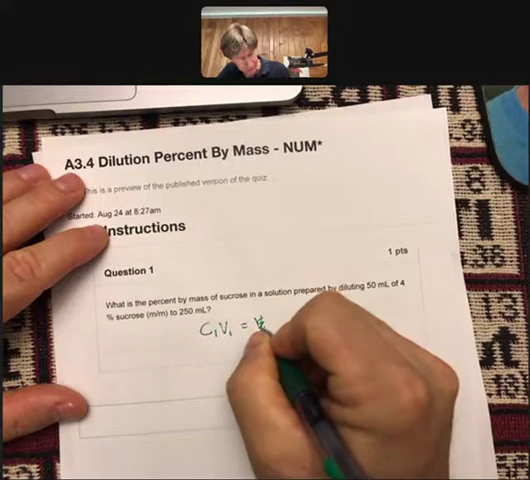 A3.4 Dilution Percent By Mass - NUM*
his is a preview of the published version of the quiz
Started: Aug 24 at 8:27am
Instructions
Question 1
1 pts
What is the percent by mass of sucrose in a solution prepared by diluting 50 mL of 4
% sucrose (m/m) to 250 mL?
C₁V₁ =